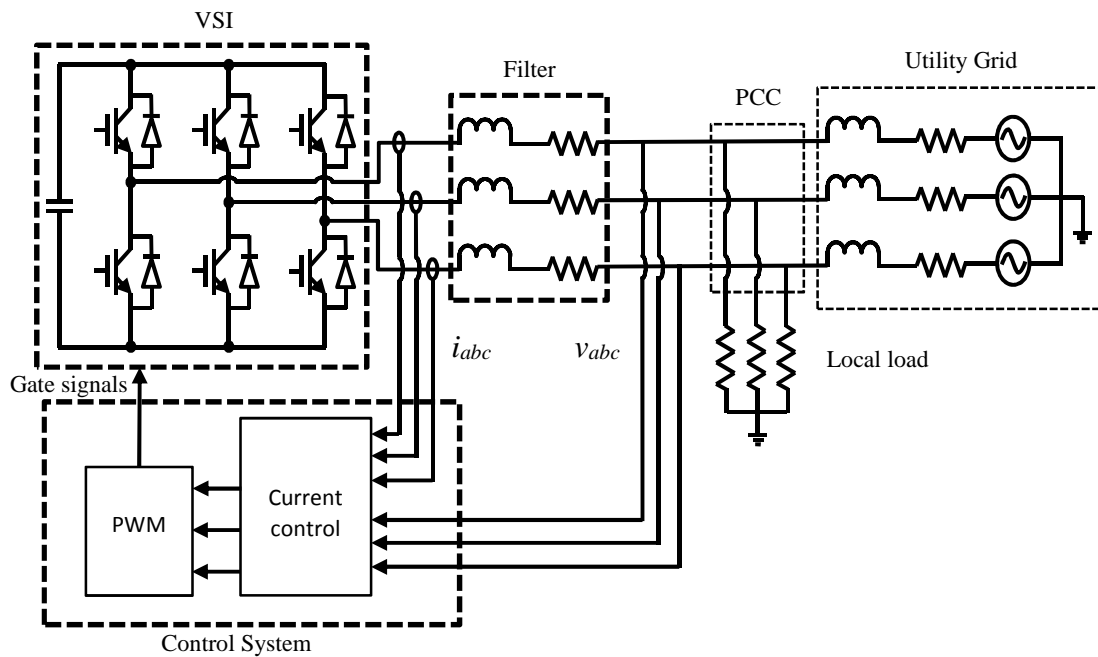 VSI
Filter
Utility Grid
PCC
i_abc
v_abc
Local load
Gate signals
PWM
Current
control
Control System